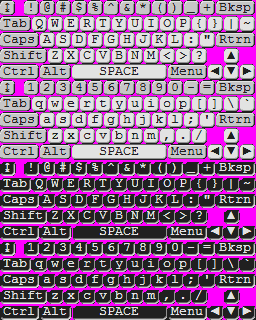 ↕ ! @ # $ % ^ & * ( ) _ + Bksp
Tab Q W E R T Y U I O P { } | ~
Caps A S D F G H J K L : " Rtrn
Shift Z X C V B N M < > ? ▲
Ctrl Alt SPACE Menu ◀ ▼ ▶
↕ 1 2 3 4 5 6 7 8 9 0 - = Bksp
Tab q w e r t y u i o p [ ] \ `
Caps a s d f g h j k l ; ' Rtrn
Shift z x c v b n m , . / ▲
Ctrl Alt SPACE Menu ◀ ▼ ▶
↕ ! @ # $ % ^ & * ( ) _ + Bksp
Tab Q W E R T Y U I O P { } | ~
Caps A S D F G H J K L : " Rtrn
Shift Z X C V B N M < > ? ▲
Ctrl Alt SPACE Menu ◀ ▼ ▶
↕ 1 2 3 4 5 6 7 8 9 0 - = Bksp
Tab q w e r t y u i o p [ ] \ `
Caps a s d f g h j k l ; ' Rtrn
Shift z x c v b n m , . / ▲
Ctrl Alt SPACE Menu ◀ ▼ ▶